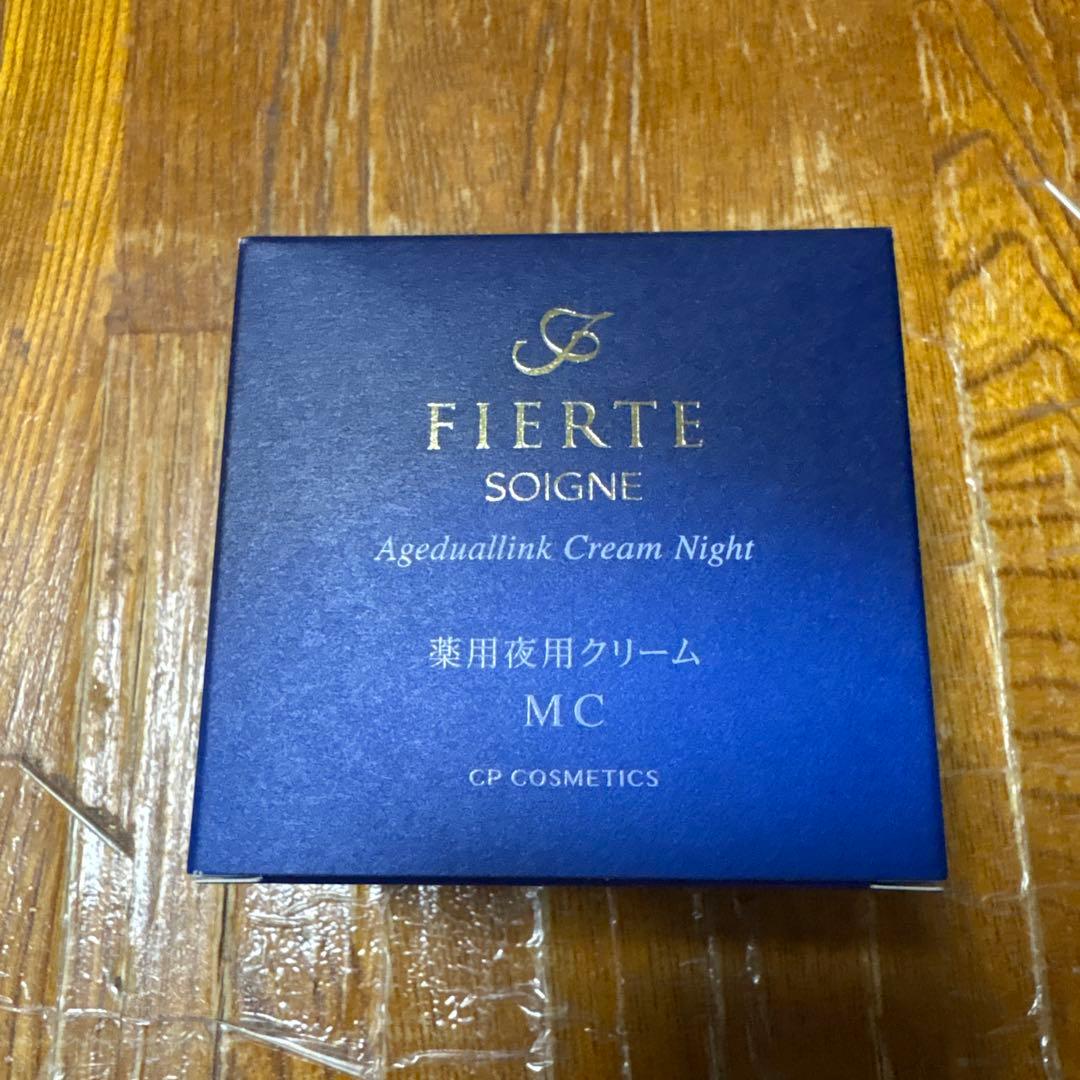 FIERTE
SOIGNE
Ageduallink Cream Night
薬用夜用クリーム
MC
CP COSMETICS